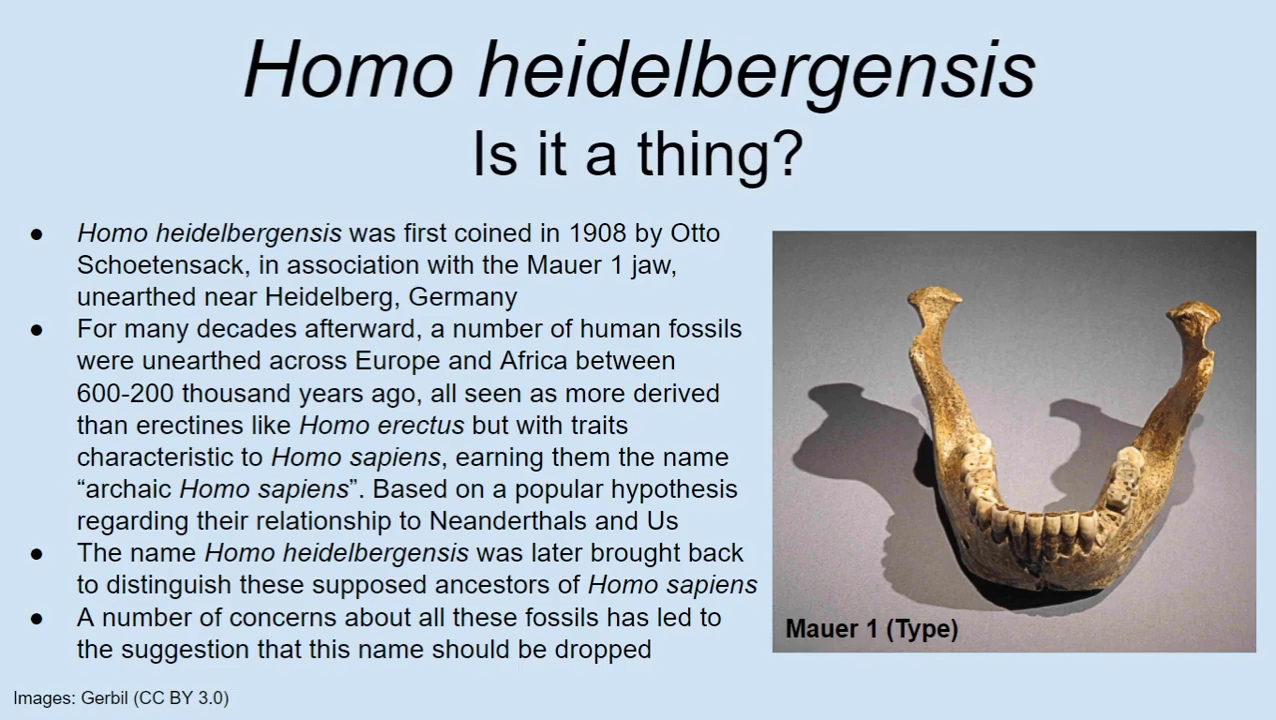 Homo heidelbergensis
Is it a thing?
● Homo heidelbergensis was first coined in 1908 by Otto
Schoetensack, in association with the Mauer 1 jaw,
unearthed near Heidelberg, Germany
● For many decades afterward, a number of human fossils
were unearthed across Europe and Africa between
600-200 thousand years ago, all seen as more derived
than erectines like Homo erectus but with traits
characteristic to Homo sapiens, earning them the name
“archaic Homo sapiens”. Based on a popular hypothesis
regarding their relationship to Neanderthals and Us
● The name Homo heidelbergensis was later brought back
to distinguish these supposed ancestors of Homo sapiens
● A number of concerns about all these fossils has led to
the suggestion that this name should be dropped
Mauer 1 (Type)
Images: Gerbil (CC BY 3.0)